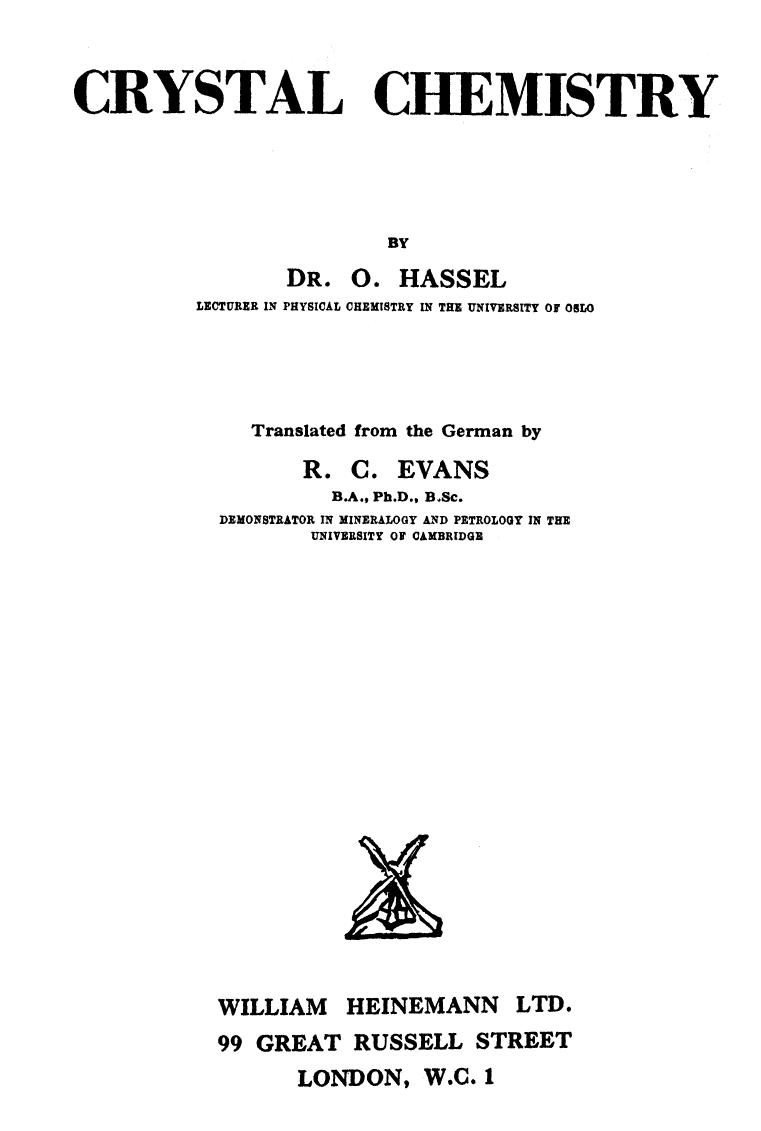 CRYSTAL CHEMISTRY
BY
DR. O. HASSEL
LECTURER IN PHYSICAL CHEMISTRY IN THE UNIVERSITY OF OSLO
Translated from the German by
R. C. EVANS
B.A., Ph.D., B.Sc.
DEMONSTRATOR IN MINERALOGY AND PETROLOGY IN THE
UNIVERSITY OF CAMBRIDGE
WILLIAM HEINEMANN LTD.
99 GREAT RUSSELL STREET
LONDON, W.C. 1